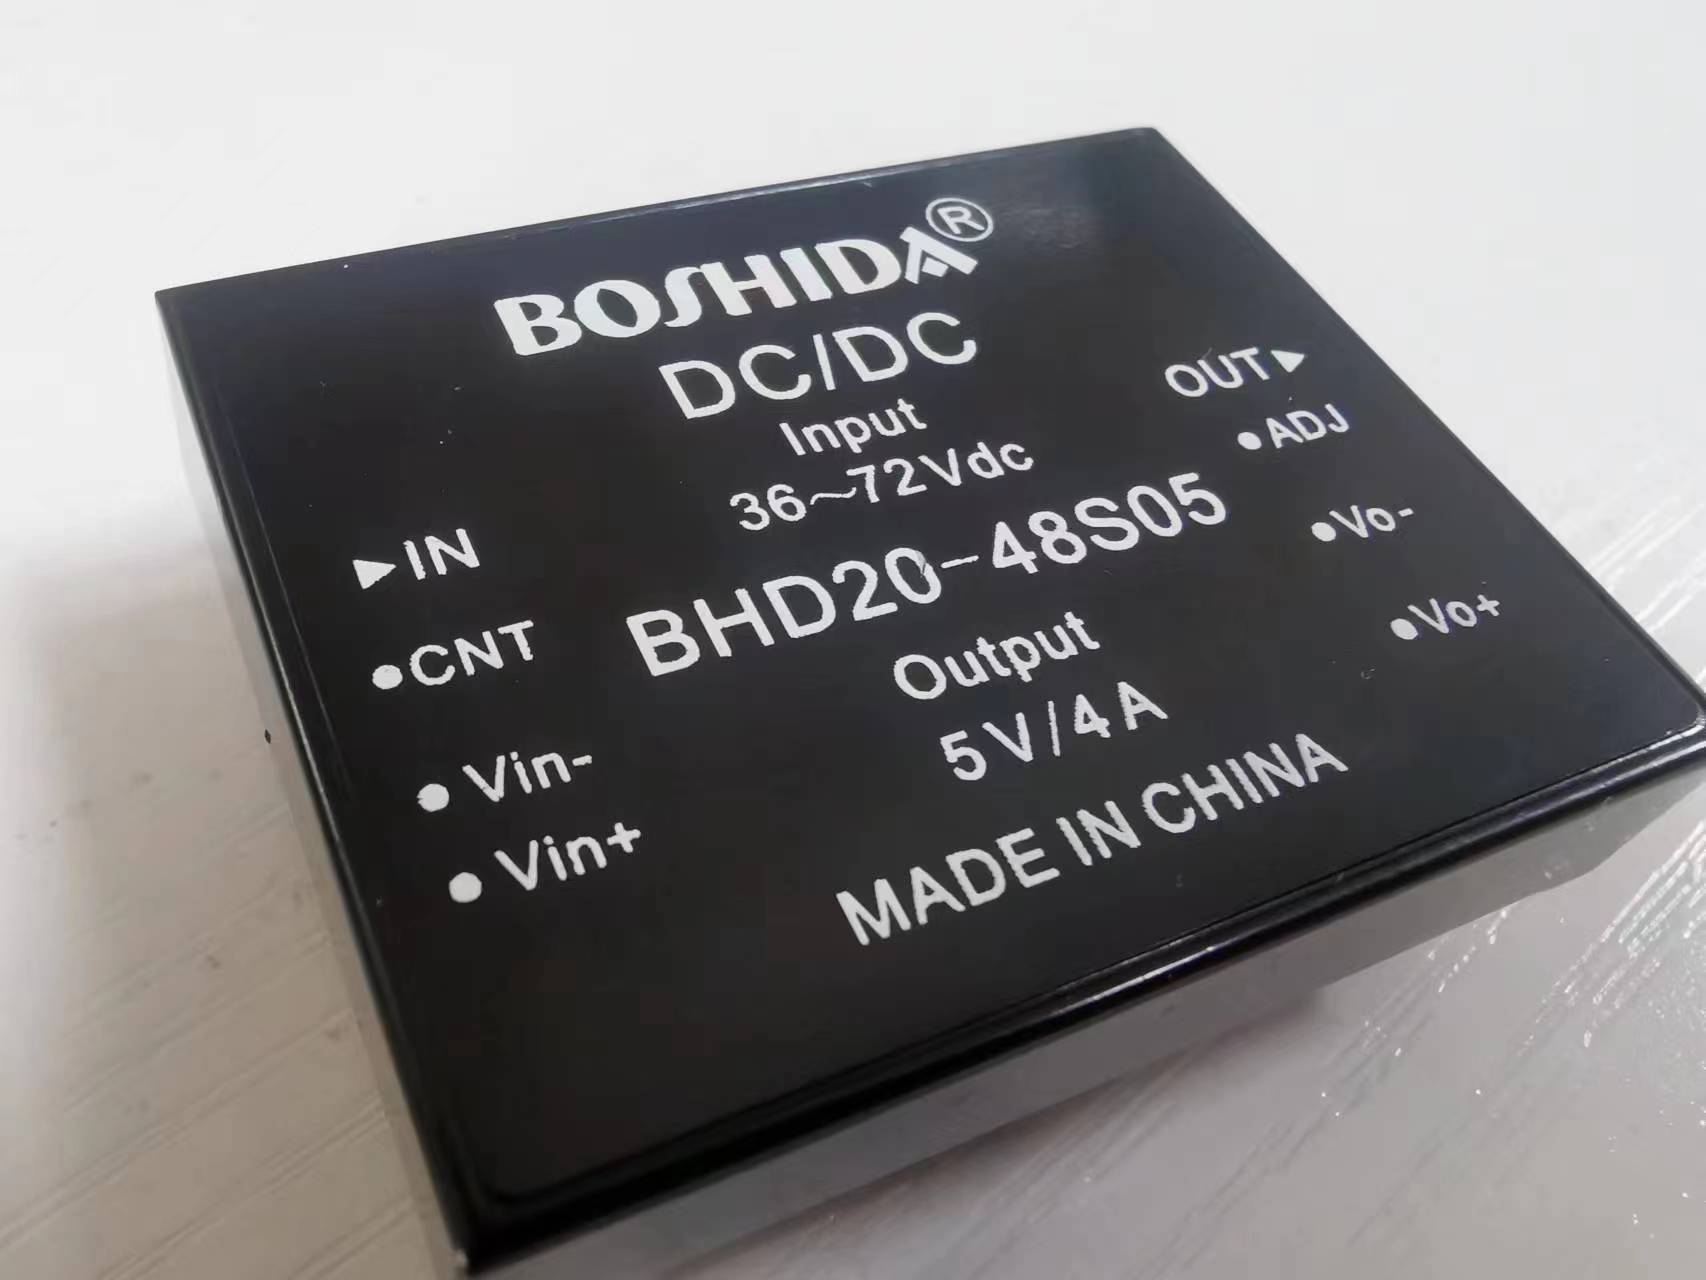 BOSHIDA®
DC/DC
Input
36~72Vdc
BHD20-48S05
Output
5V/4A
MADE IN CHINA
▶IN
●CNT
● Vin-
● Vin+
OUT▶
●ADJ
●Vo-
●Vo+